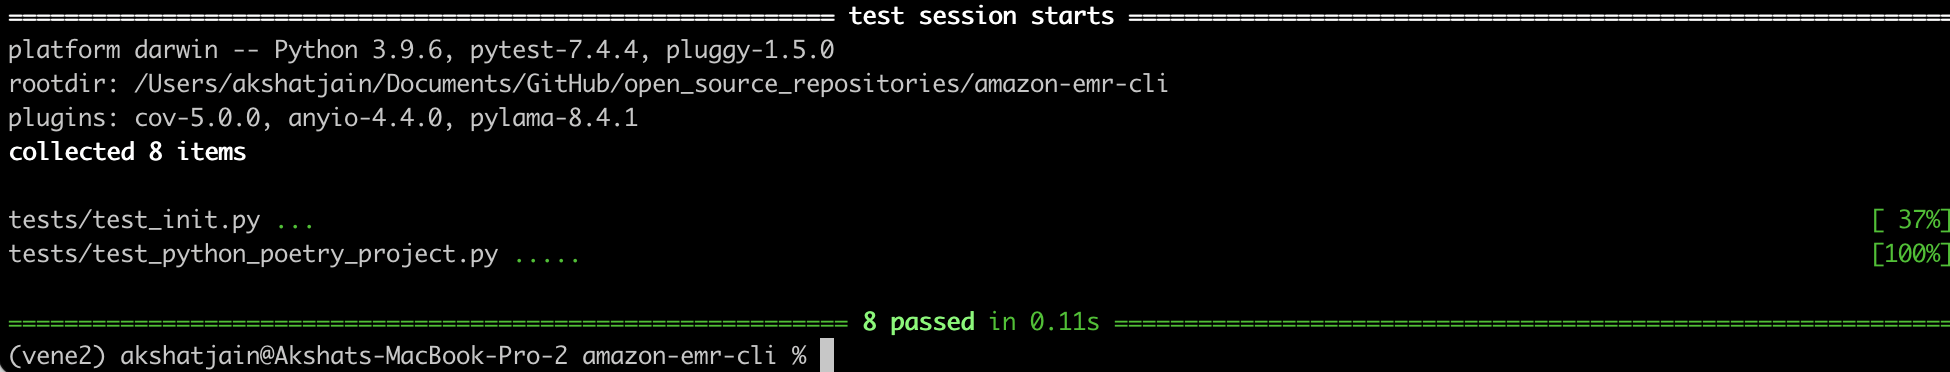 =========================================================== test session starts ===========================================================
platform darwin -- Python 3.9.6, pytest-7.4.4, pluggy-1.5.0
rootdir: /Users/akshatjain/Documents/GitHub/open_source_repositories/amazon-emr-cli
plugins: cov-5.0.0, anyio-4.4.0, pylama-8.4.1
collected 8 items
tests/test_init.py ... [ 37%]
tests/test_python_poetry_project.py ..... [100%]
============================================================ 8 passed in 0.11s ============================================================
(vene2) akshatjain@Akshats-MacBook-Pro-2 amazon-emr-cli %